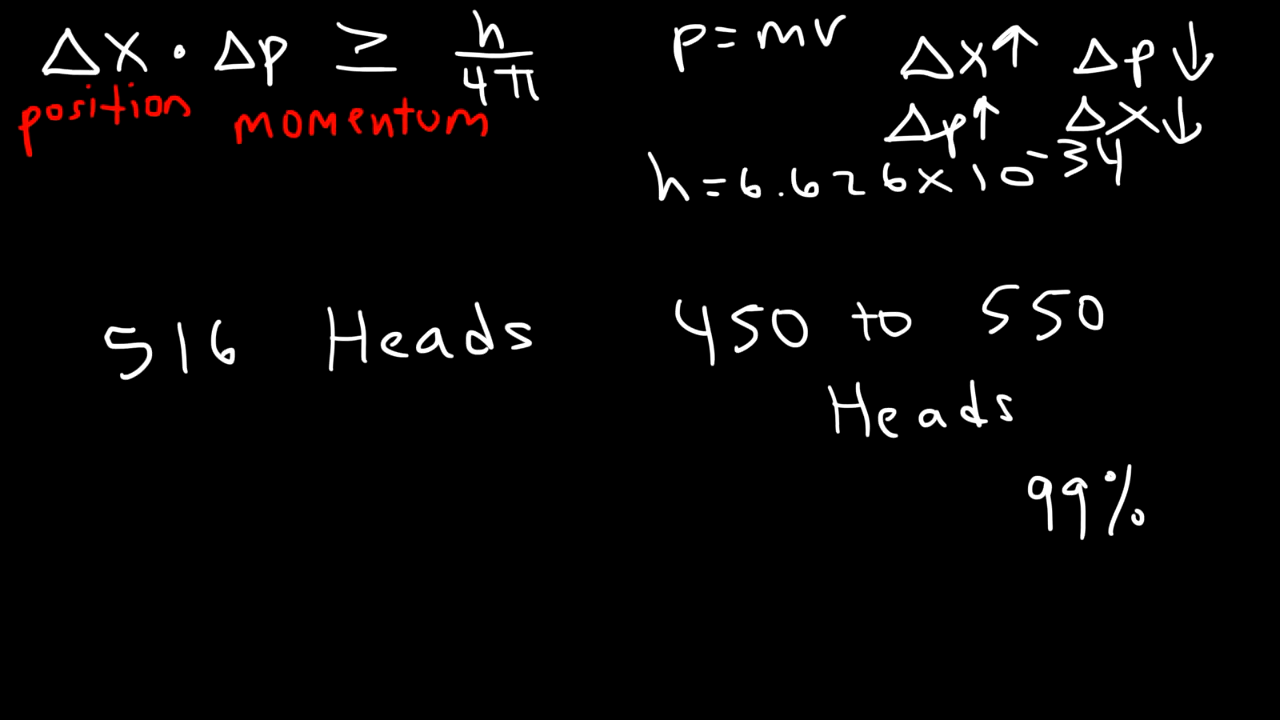 Δx · Δp ≥ h/4π
position momentum
p = mv
Δx↑ Δp↓
Δp↑ Δx↓
h = 6.626 x 10^-34
516 Heads
450 to 550
Heads
99%